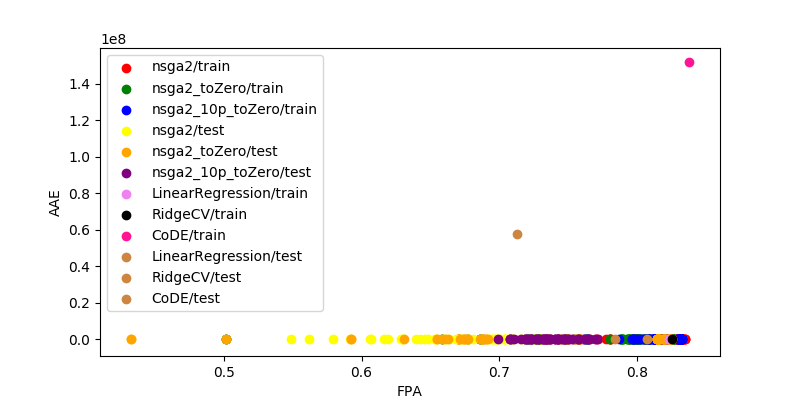 1e8
AAE
1.4
1.2
1.0
0.8
0.6
0.4
0.2
0.0
nsga2/train
nsga2_toZero/train
nsga2_10p_toZero/train
nsga2/test
nsga2_toZero/test
nsga2_10p_toZero/test
LinearRegression/train
RidgeCV/train
CoDE/train
LinearRegression/test
RidgeCV/test
CoDE/test
0.5 0.6 0.7 0.8
FPA